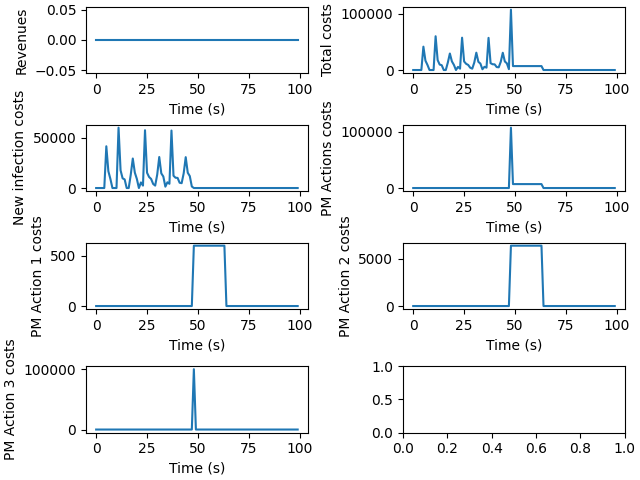 Revenues
0.05
0.00
−0.05
0 25 50 75 100
Time (s)
Total costs
100000
0
0 25 50 75 100
Time (s)
New infection costs
50000
0
0 25 50 75 100
Time (s)
PM Actions costs
100000
0
0 25 50 75 100
Time (s)
PM Action 1 costs
500
0
0 25 50 75 100
Time (s)
PM Action 2 costs
5000
0
0 25 50 75 100
Time (s)
PM Action 3 costs
100000
0
0 25 50 75 100
Time (s)
1.0
0.5
0.0
0.0 0.2 0.4 0.6 0.8 1.0